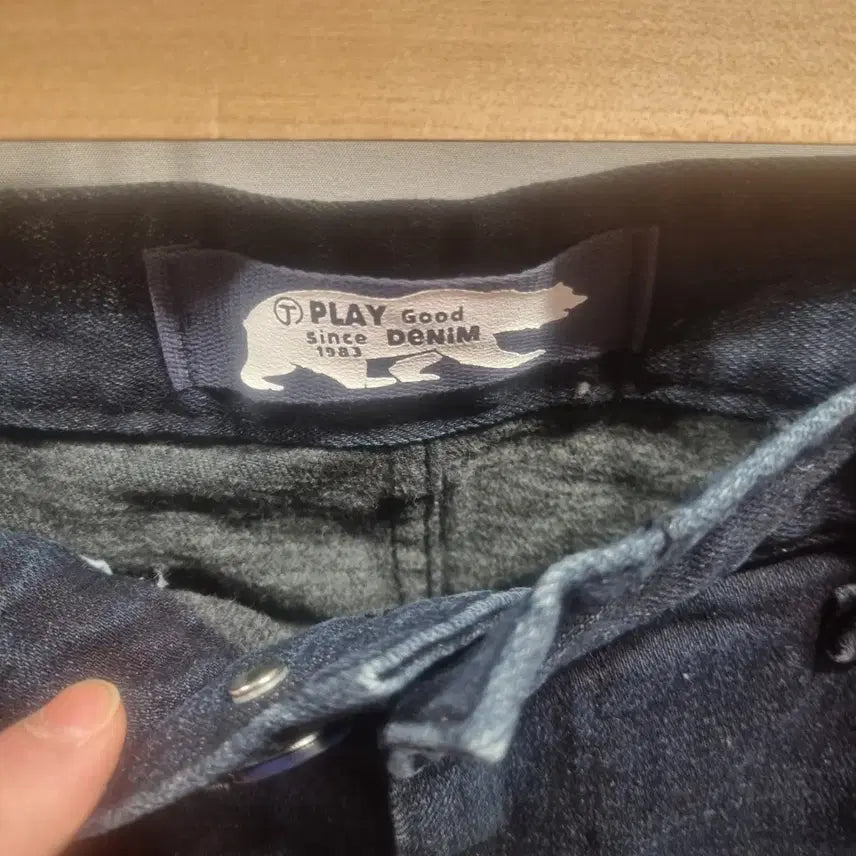 Ⓣ PLAY Good
Since DENiM
1983